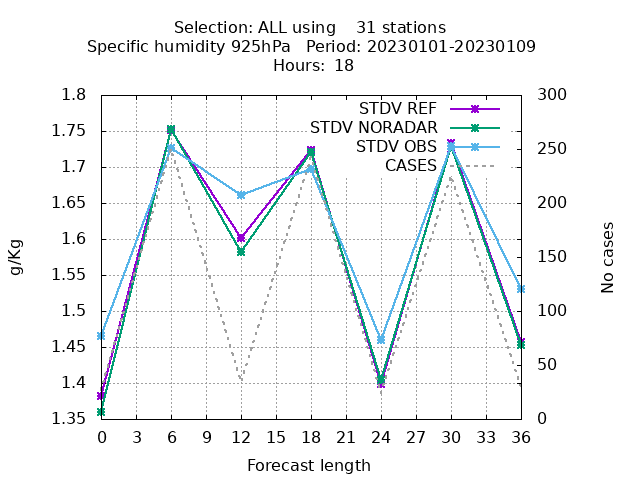 Selection: ALL using    31 stations
Specific humidity 925hPa   Period: 20230101-20230109
Hours: 18
1.8
1.75
1.7
1.65
1.6
1.55
1.5
1.45
1.4
1.35
300
250
200
150
100
50
0
STDV REF
STDV NORADAR
STDV OBS
CASES
g/Kg
No cases
0 3 6 9 12 15 18 21 24 27 30 33 36
Forecast length